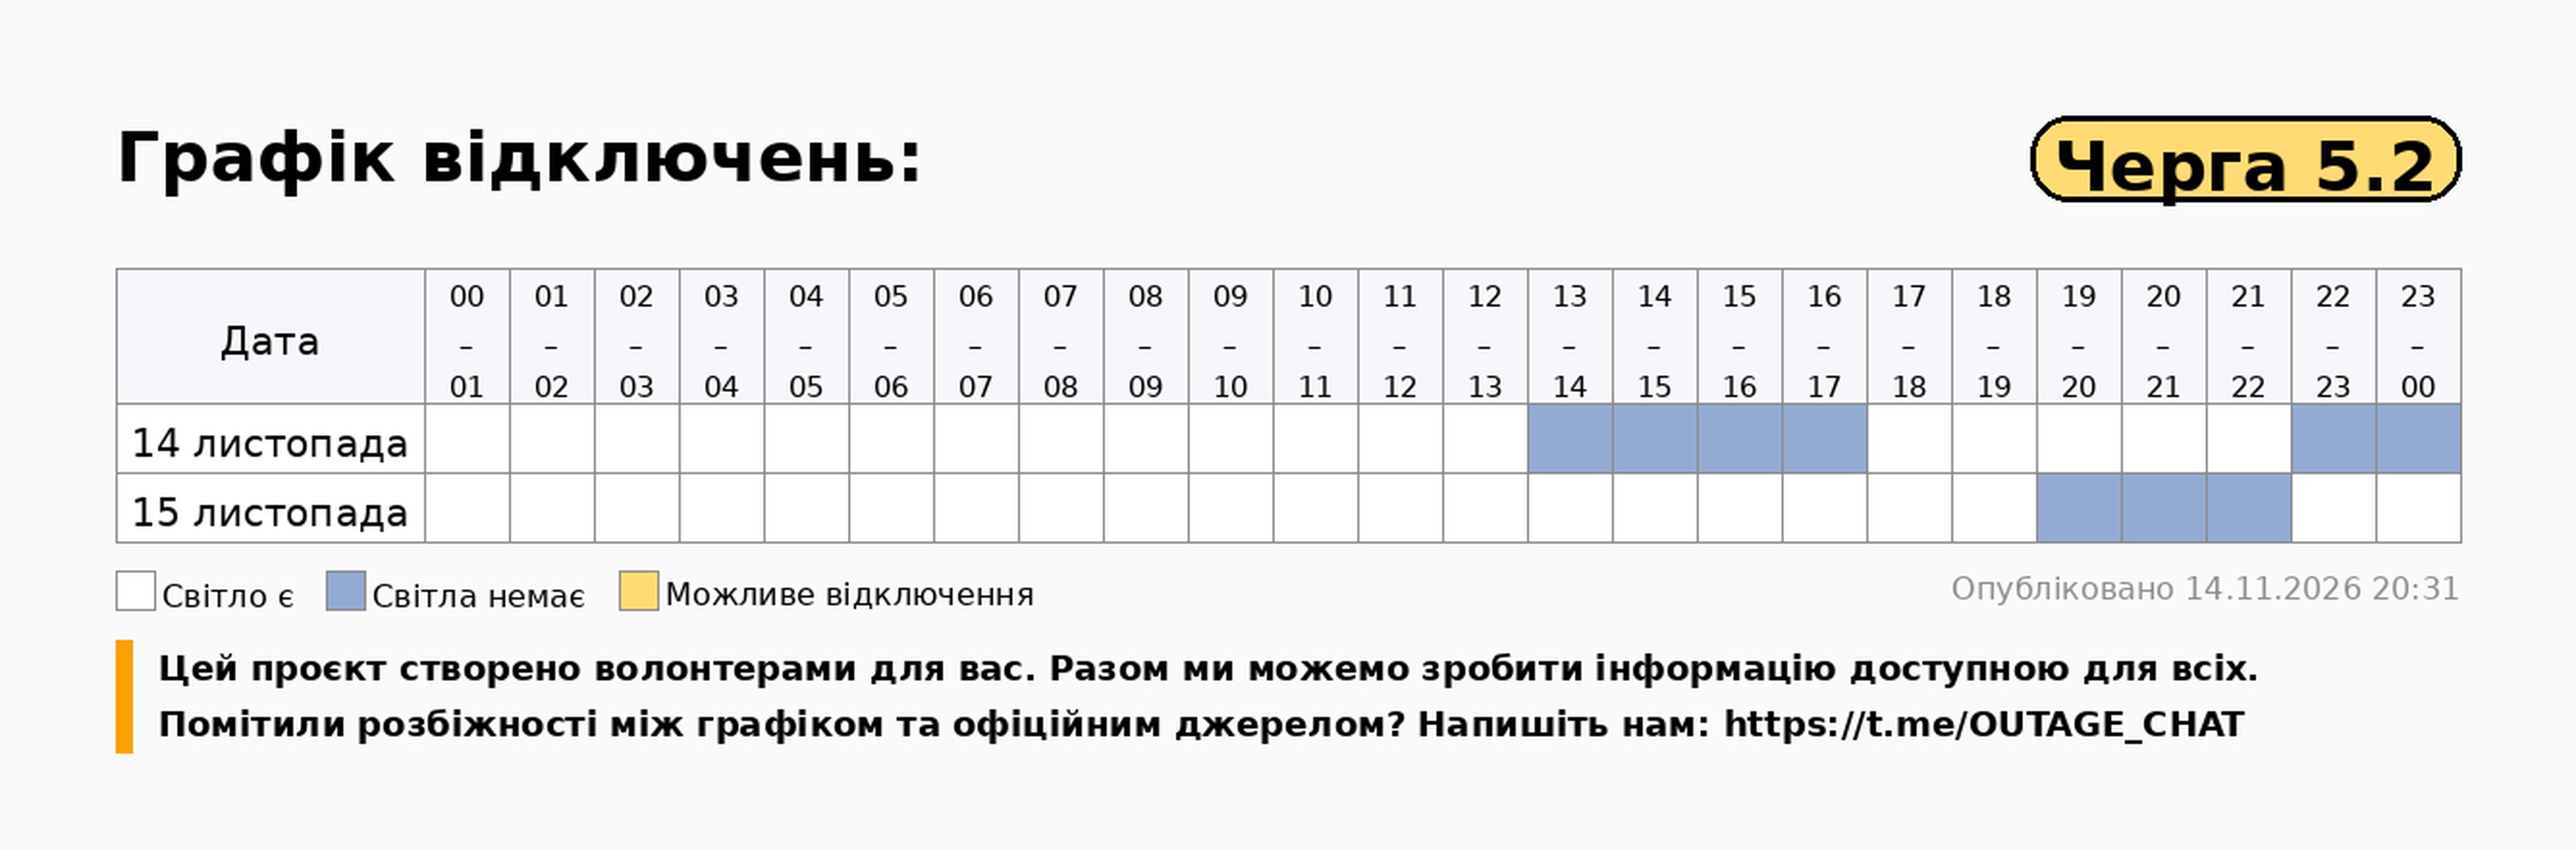 Графік відключень:
Черга 5.2
Дата 00 – 01 01 – 02 02 – 03 03 – 04 04 – 05 05 – 06 06 – 07 07 – 08 08 – 09 09 – 10 10 – 11 11 – 12 12 – 13 13 – 14 14 – 15 15 – 16 16 – 17 17 – 18 18 – 19 19 – 20 20 – 21 21 – 22 22 – 23 23 – 00
14 листопада
15 листопада
Світло є Світла немає Можливе відключення
Опубліковано 14.11.2026 20:31
Цей проєкт створено волонтерами для вас. Разом ми можемо зробити інформацію доступною для всіх.
Помітили розбіжності між графіком та офіційним джерелом? Напишіть нам: https://t.me/OUTAGE_CHAT